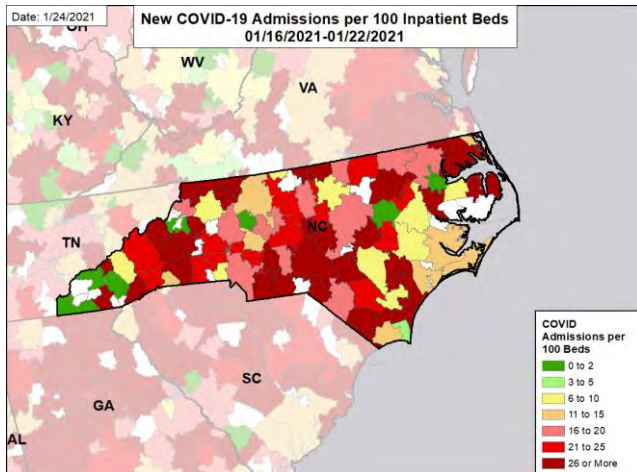 Date: 1/24/2021
New COVID-19 Admissions per 100 Inpatient Beds
01/16/2021-01/22/2021
OH
WV
VA
KY
TN
NC
SC
GA
AL
COVID
Admissions per
100 Beds
0 to 2
3 to 5
6 to 10
11 to 15
16 to 20
21 to 25
26 or More